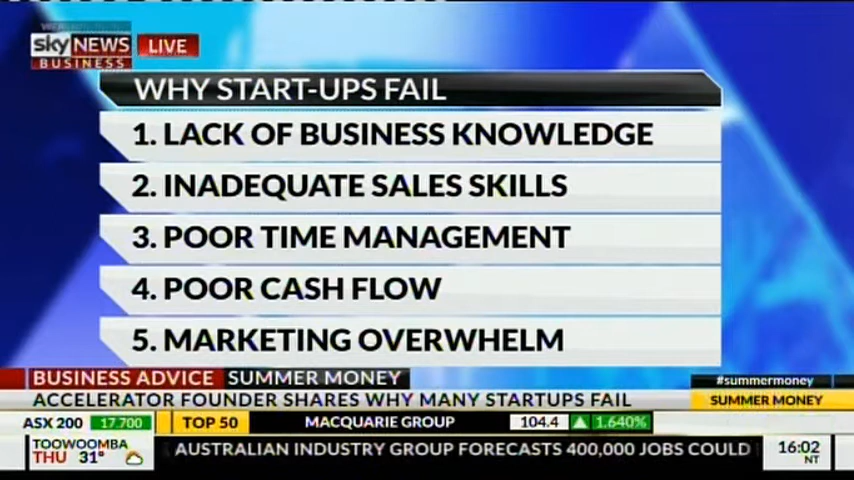 sky NEWS
BUSINESS
LIVE
WHY START-UPS FAIL
1. LACK OF BUSINESS KNOWLEDGE
2. INADEQUATE SALES SKILLS
3. POOR TIME MANAGEMENT
4. POOR CASH FLOW
5. MARKETING OVERWHELM
BUSINESS ADVICE SUMMER MONEY
#summermoney
ACCELERATOR FOUNDER SHARES WHY MANY STARTUPS FAIL
SUMMER MONEY
ASX 200 17.700 TOP 50 MACQUARIE GROUP 104.4 ▲ 1.640%
TOOWOOMBA
THU 31°
AUSTRALIAN INDUSTRY GROUP FORECASTS 400,000 JOBS COULD
16:02
NT